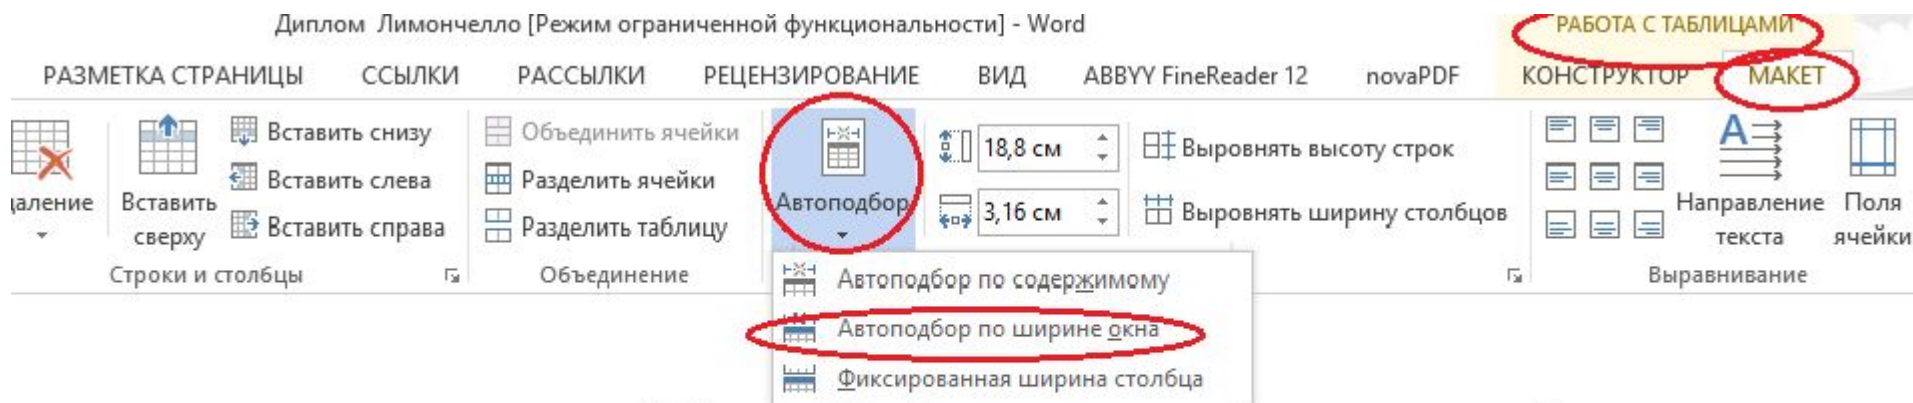 Диплом Лимончелло [Режим ограниченной функциональности] - Word
РАБОТА С ТАБЛИЦАМИ
РАЗМЕТКА СТРАНИЦЫ ССЫЛКИ РАССЫЛКИ РЕЦЕНЗИРОВАНИЕ ВИД ABBYY FineReader 12 novaPDF КОНСТРУКТОР МАКЕТ
даление
Вставить
сверху
Вставить снизу
Вставить слева
Вставить справа
Строки и столбцы
Объединить ячейки
Разделить ячейки
Разделить таблицу
Объединение
Автоподбор
18,8 см
3,16 см
Выровнять высоту строк
Выровнять ширину столбцов
Направление
текста
Поля
ячейки
Выравнивание
Автоподбор по содержимому
Автоподбор по ширине окна
Фиксированная ширина столбца